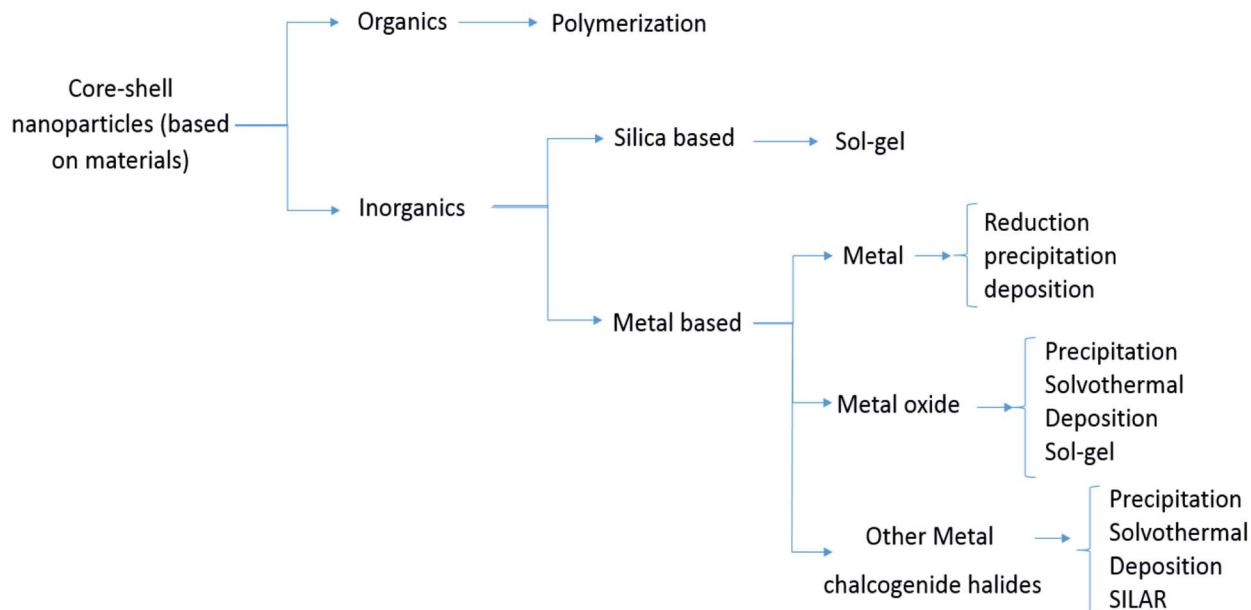 Core-shell
nanoparticles (based
on materials)
Organics
Polymerization
Inorganics
Silica based
Sol-gel
Metal based
Metal
Reduction
precipitation
deposition
Metal oxide
Precipitation
Solvothermal
Deposition
Sol-gel
Other Metal
chalcogenide halides
Precipitation
Solvothermal
Deposition
SILAR